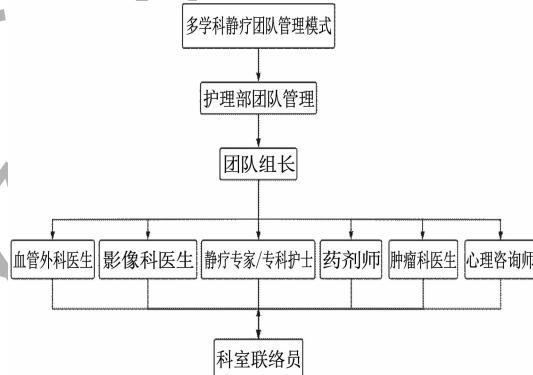 多学科静疗团队管理模式
护理部团队管理
团队组长
血管外科医生
影像科医生
静疗专家/专科护士
药剂师
肿瘤科医生
心理咨询师
科室联络员